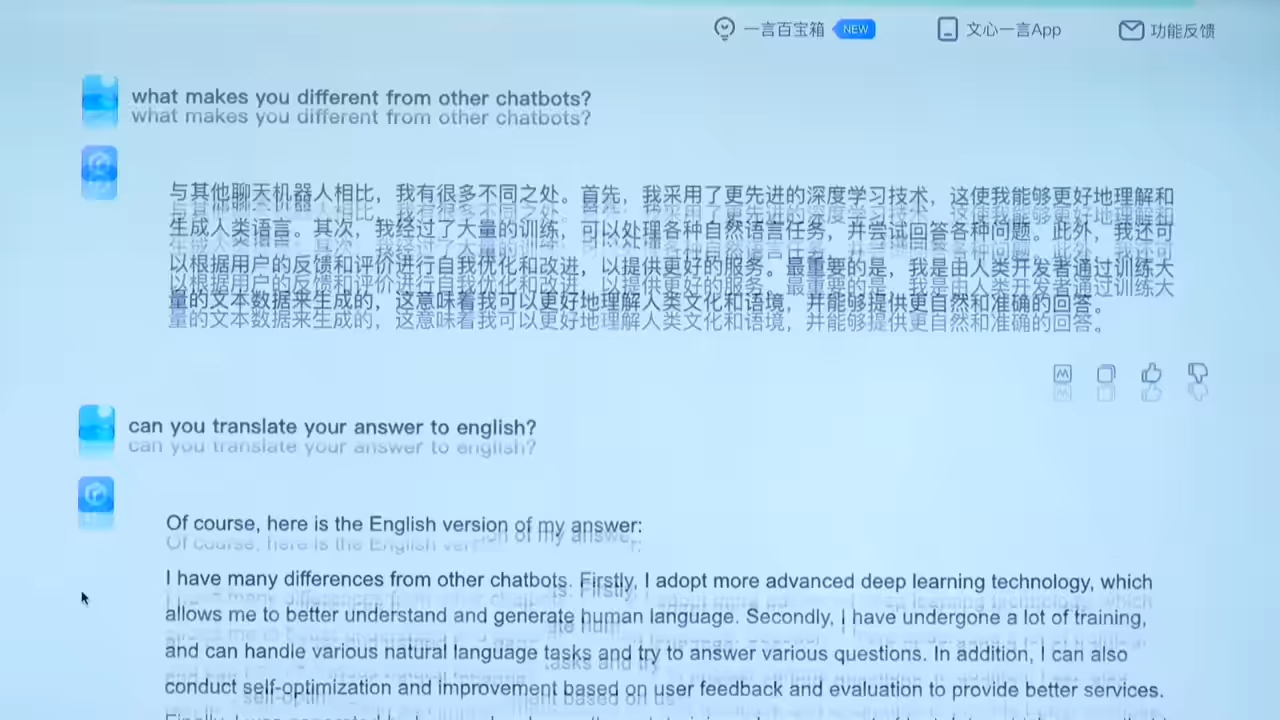 一言百宝箱 NEW 文心一言App 功能反馈
what makes you different from other chatbots?
与其他聊天机器人相比，我有很多不同之处。首先，我采用了更先进的深度学习技术，这使我能够更好地理解和
生成人类语言。其次，我经过了大量的训练，可以处理各种自然语言任务，并尝试回答各种问题。此外，我还可
以根据用户的反馈和评价进行自我优化和改进，以提供更好的服务。最重要的是，我是由人类开发者通过训练大
量的文本数据来生成的，这意味着我可以更好地理解人类文化和语境，并能够提供更自然和准确的回答。
can you translate your answer to english?
Of course, here is the English version of my answer:
I have many differences from other chatbots. Firstly, I adopt more advanced deep learning technology, which
allows me to better understand and generate human language. Secondly, I have undergone a lot of training,
and can handle various natural language tasks and try to answer various questions. In addition, I can also
conduct self-optimization and improvement based on user feedback and evaluation to provide better services.